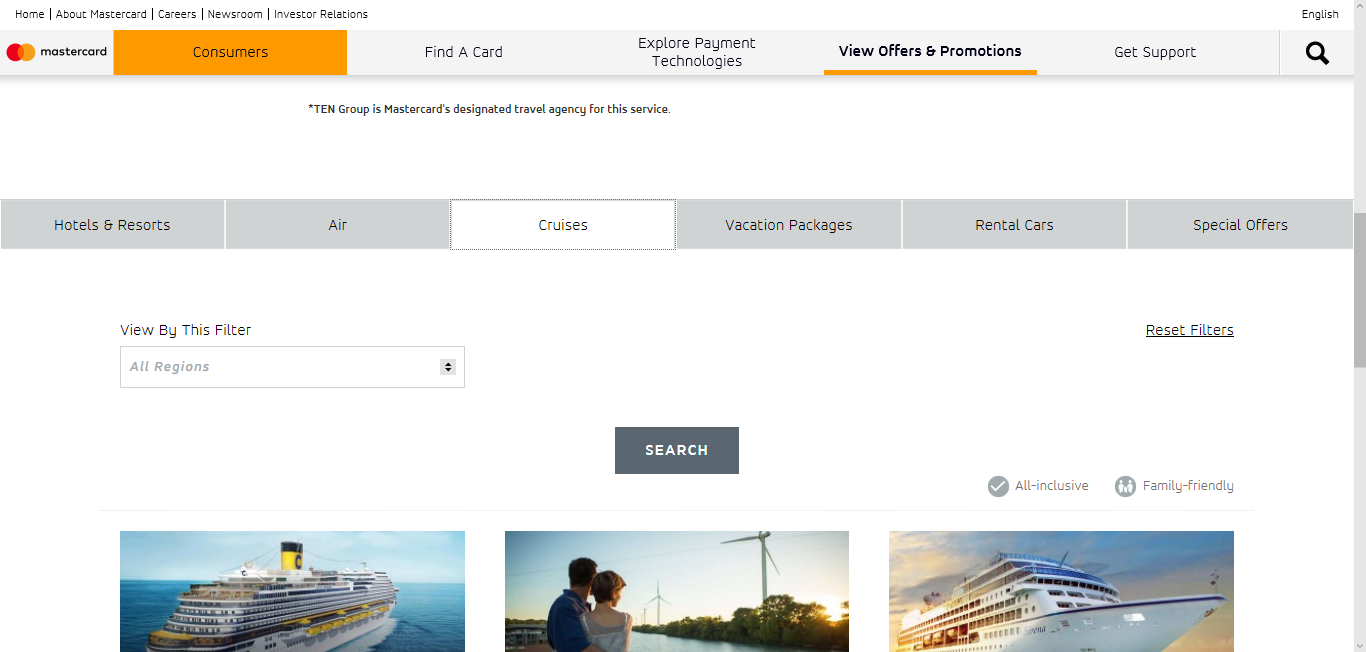 Home | About Mastercard | Careers | Newsroom | Investor Relations
English
mastercard
Consumers
Find A Card
Explore Payment
Technologies
View Offers & Promotions
Get Support
*TEN Group is Mastercard's designated travel agency for this service.
Hotels & Resorts
Air
Cruises
Vacation Packages
Rental Cars
Special Offers
View By This Filter
Reset Filters
All Regions
SEARCH
All-inclusive
Family-friendly
Sirena